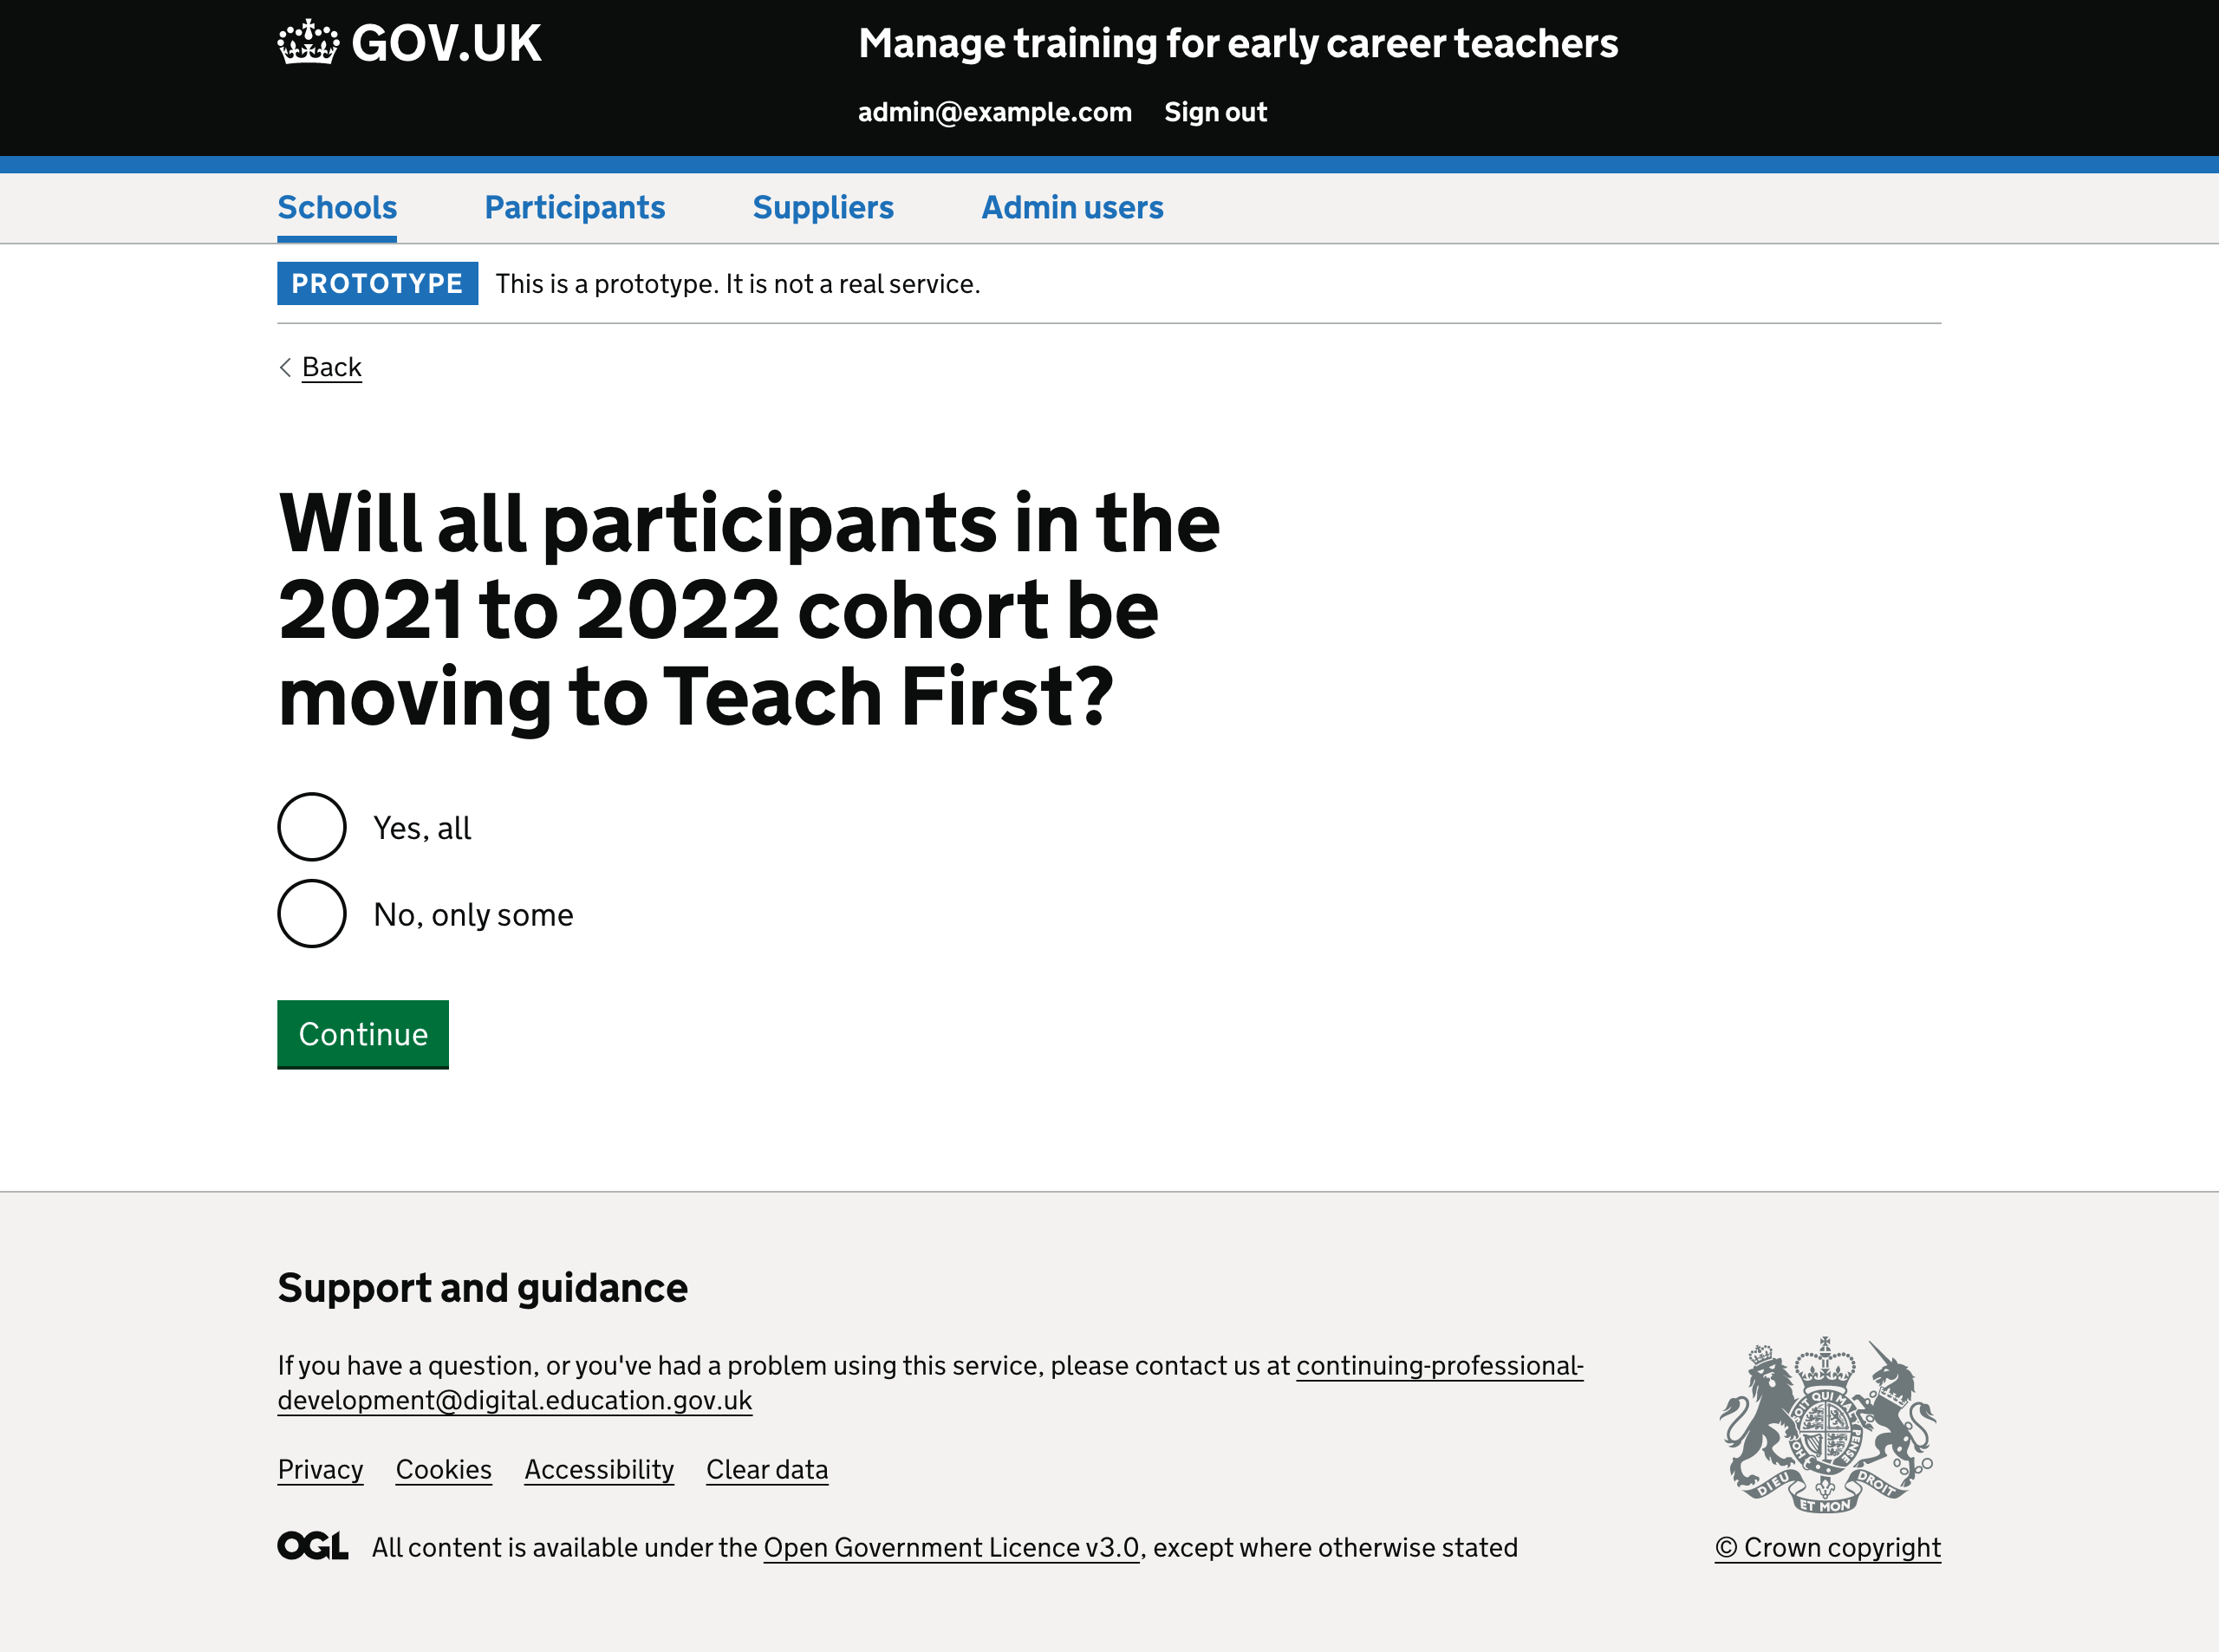 GOV.UK
Manage training for early career teachers
admin@example.com Sign out
Schools Participants Suppliers Admin users
PROTOTYPE This is a prototype. It is not a real service.
Back
Will all participants in the
2021 to 2022 cohort be
moving to Teach First?
Yes, all
No, only some
Continue
Support and guidance
If you have a question, or you've had a problem using this service, please contact us at continuing-professional-
development@digital.education.gov.uk
Privacy Cookies Accessibility Clear data
OGL All content is available under the Open Government Licence v3.0, except where otherwise stated
SOIT QUI MAL
PENSE
HON
DIEU ET MON DROIT
© Crown copyright